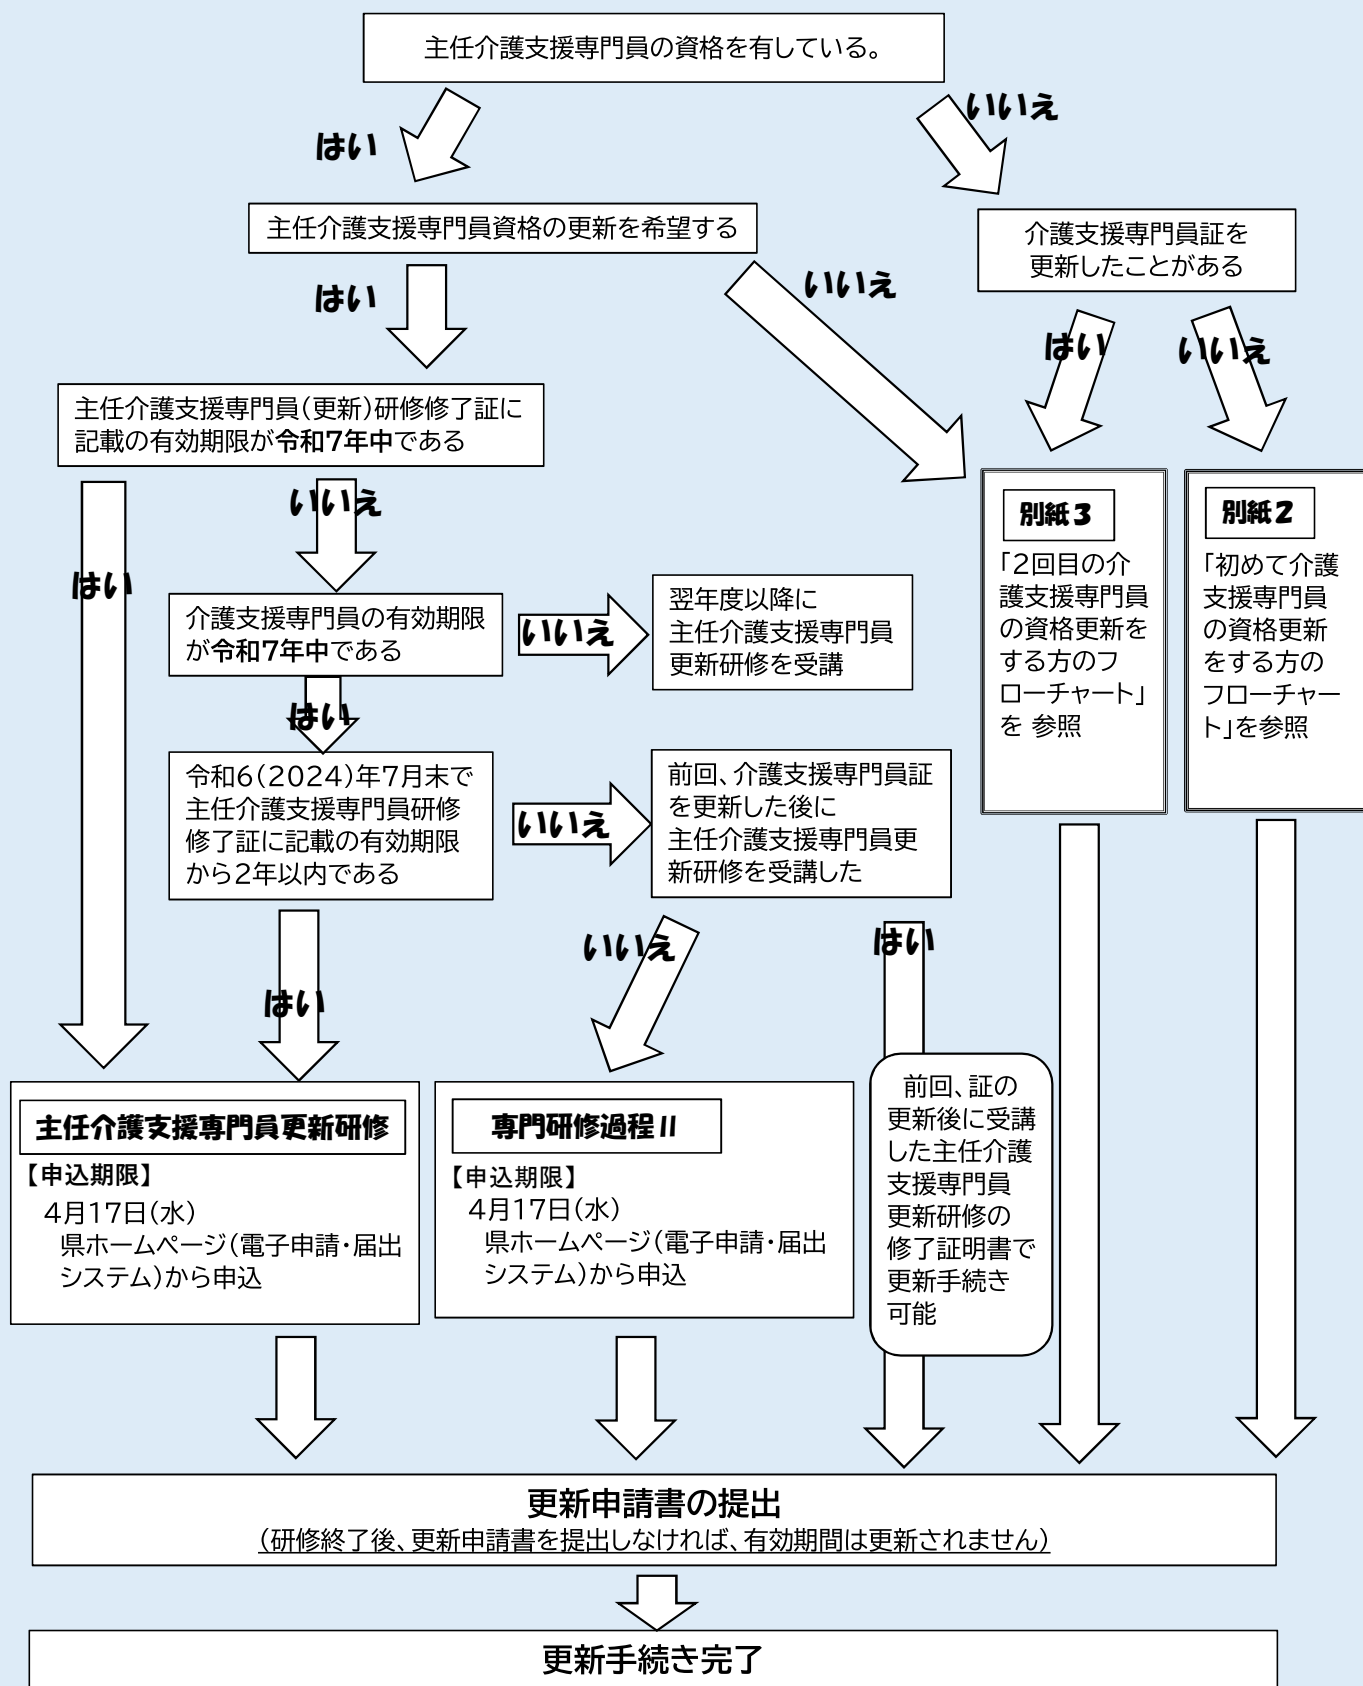 主任介護支援専門員の資格を有している。
はい
いいえ
主任介護支援専門員資格の更新を希望する
介護支援専門員証を
更新したことがある
はい
いいえ
はい
いいえ
主任介護支援専門員(更新)研修修了証に
記載の有効期限が令和7年中である
はい
いいえ
別紙3
「2回目の介
護支援専門員
の資格更新を
する方のフ
ローチャート」
を 参照
別紙2
「初めて介護
支援専門員
の資格更新
をする方の
フローチャー
ト」を参照
介護支援専門員の有効期限
が令和7年中である
いいえ
翌年度以降に
主任介護支援専門員
更新研修を受講
はい
令和6(2024)年7月末で
主任介護支援専門員研修
修了証に記載の有効期限
から2年以内である
いいえ
前回、介護支援専門員証
を更新した後に
主任介護支援専門員更
新研修を受講した
はい
いいえ
はい
主任介護支援専門員更新研修
【申込期限】
4月17日(水)
県ホームページ(電子申請・届出
システム)から申込
専門研修過程Ⅱ
【申込期限】
4月17日(水)
県ホームページ(電子申請・届出
システム)から申込
前回、証の
更新後に受講
した主任介護
支援専門員
更新研修の
修了証明書で
更新手続き
可能
更新申請書の提出
(研修終了後、更新申請書を提出しなければ、有効期間は更新されません)
更新手続き完了